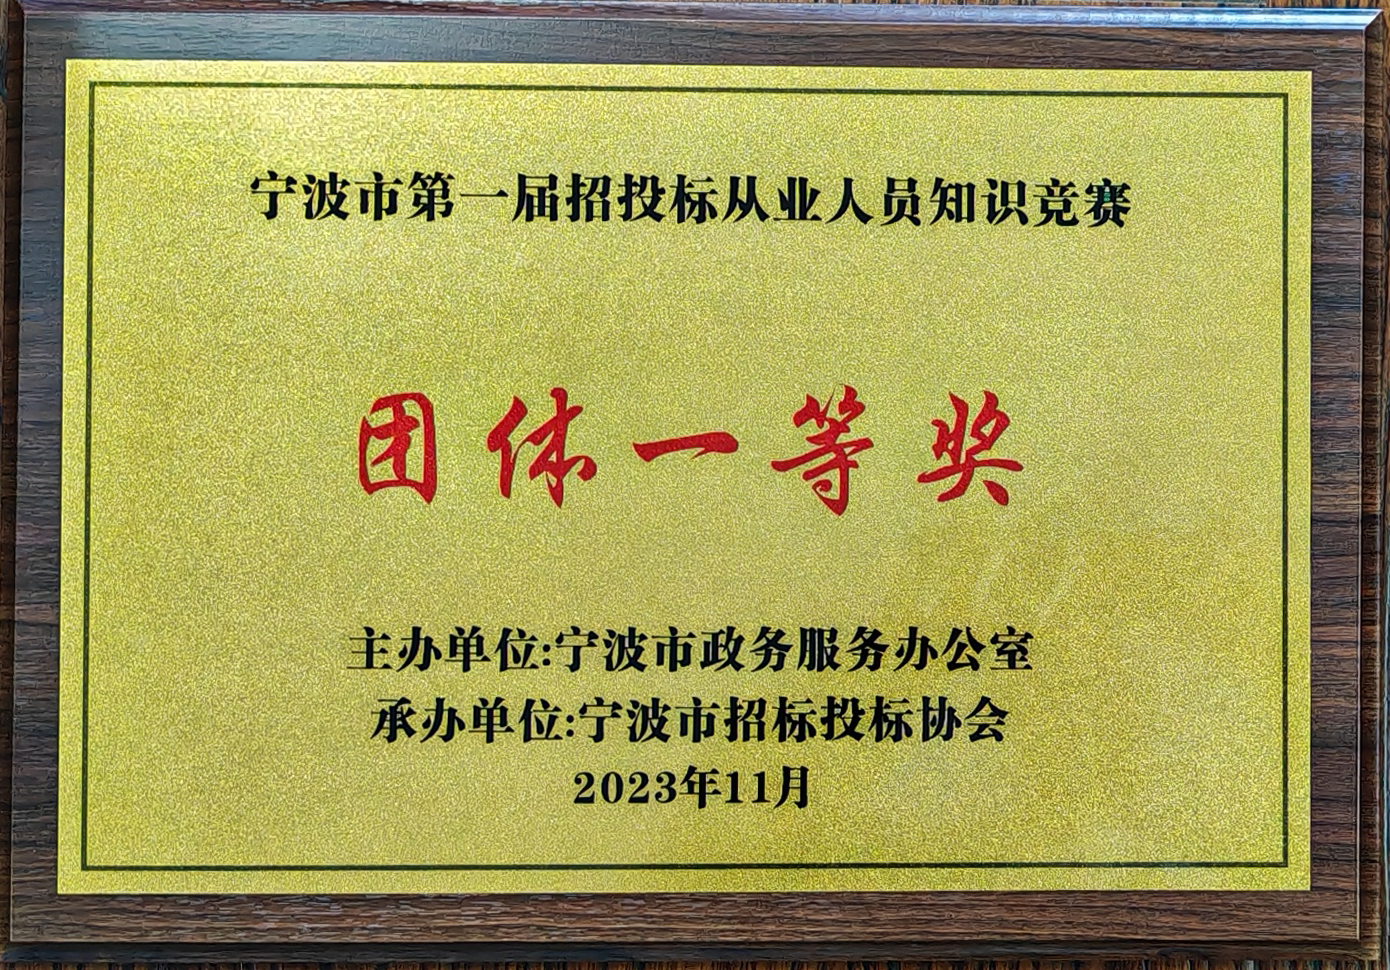 宁波市第一届招投标从业人员知识竞赛
团体一等奖
主办单位:宁波市政务服务办公室
承办单位:宁波市招标投标协会
2023年11月